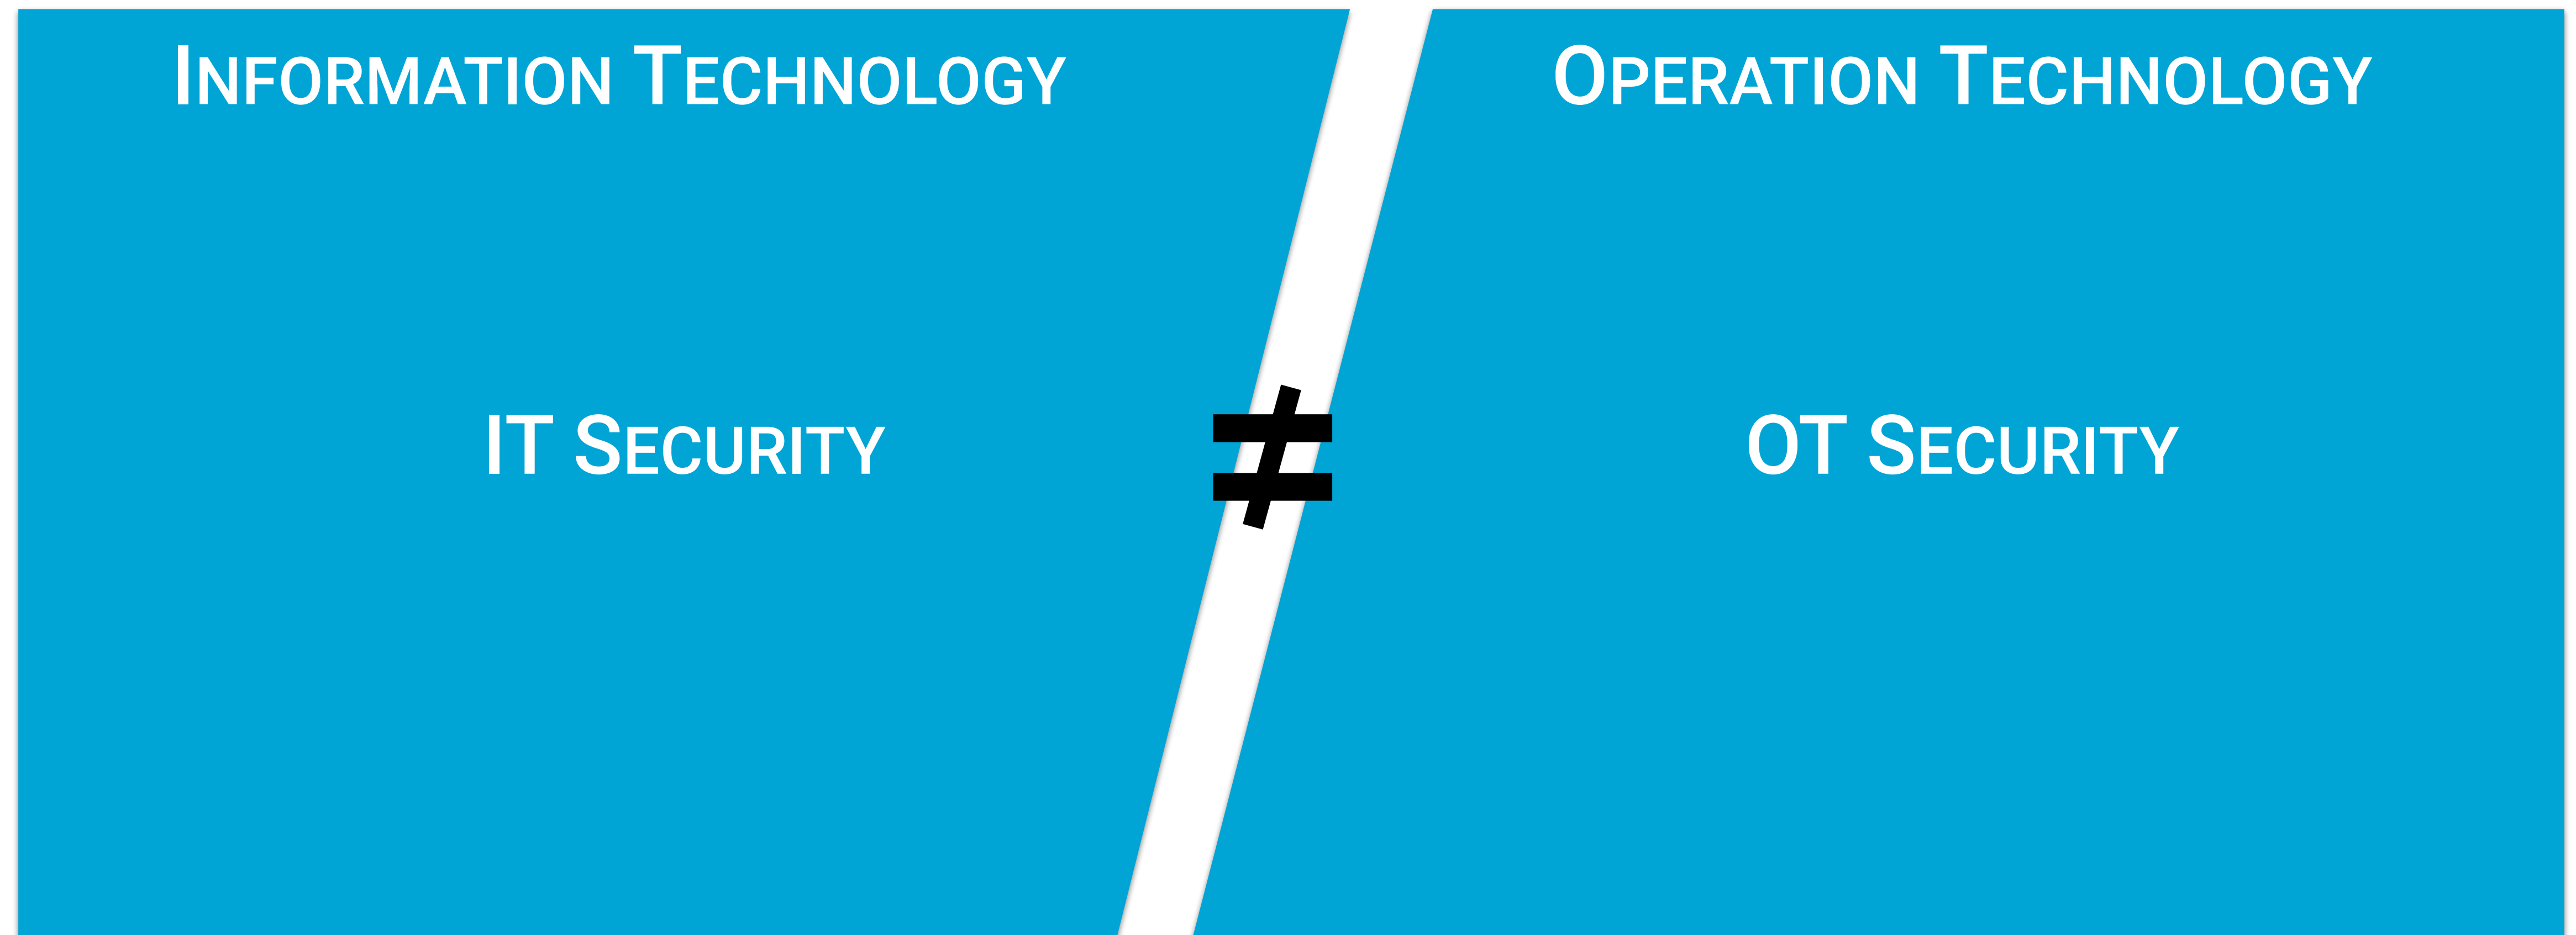 Information Technology
Operation Technology
IT Security
≠
OT Security